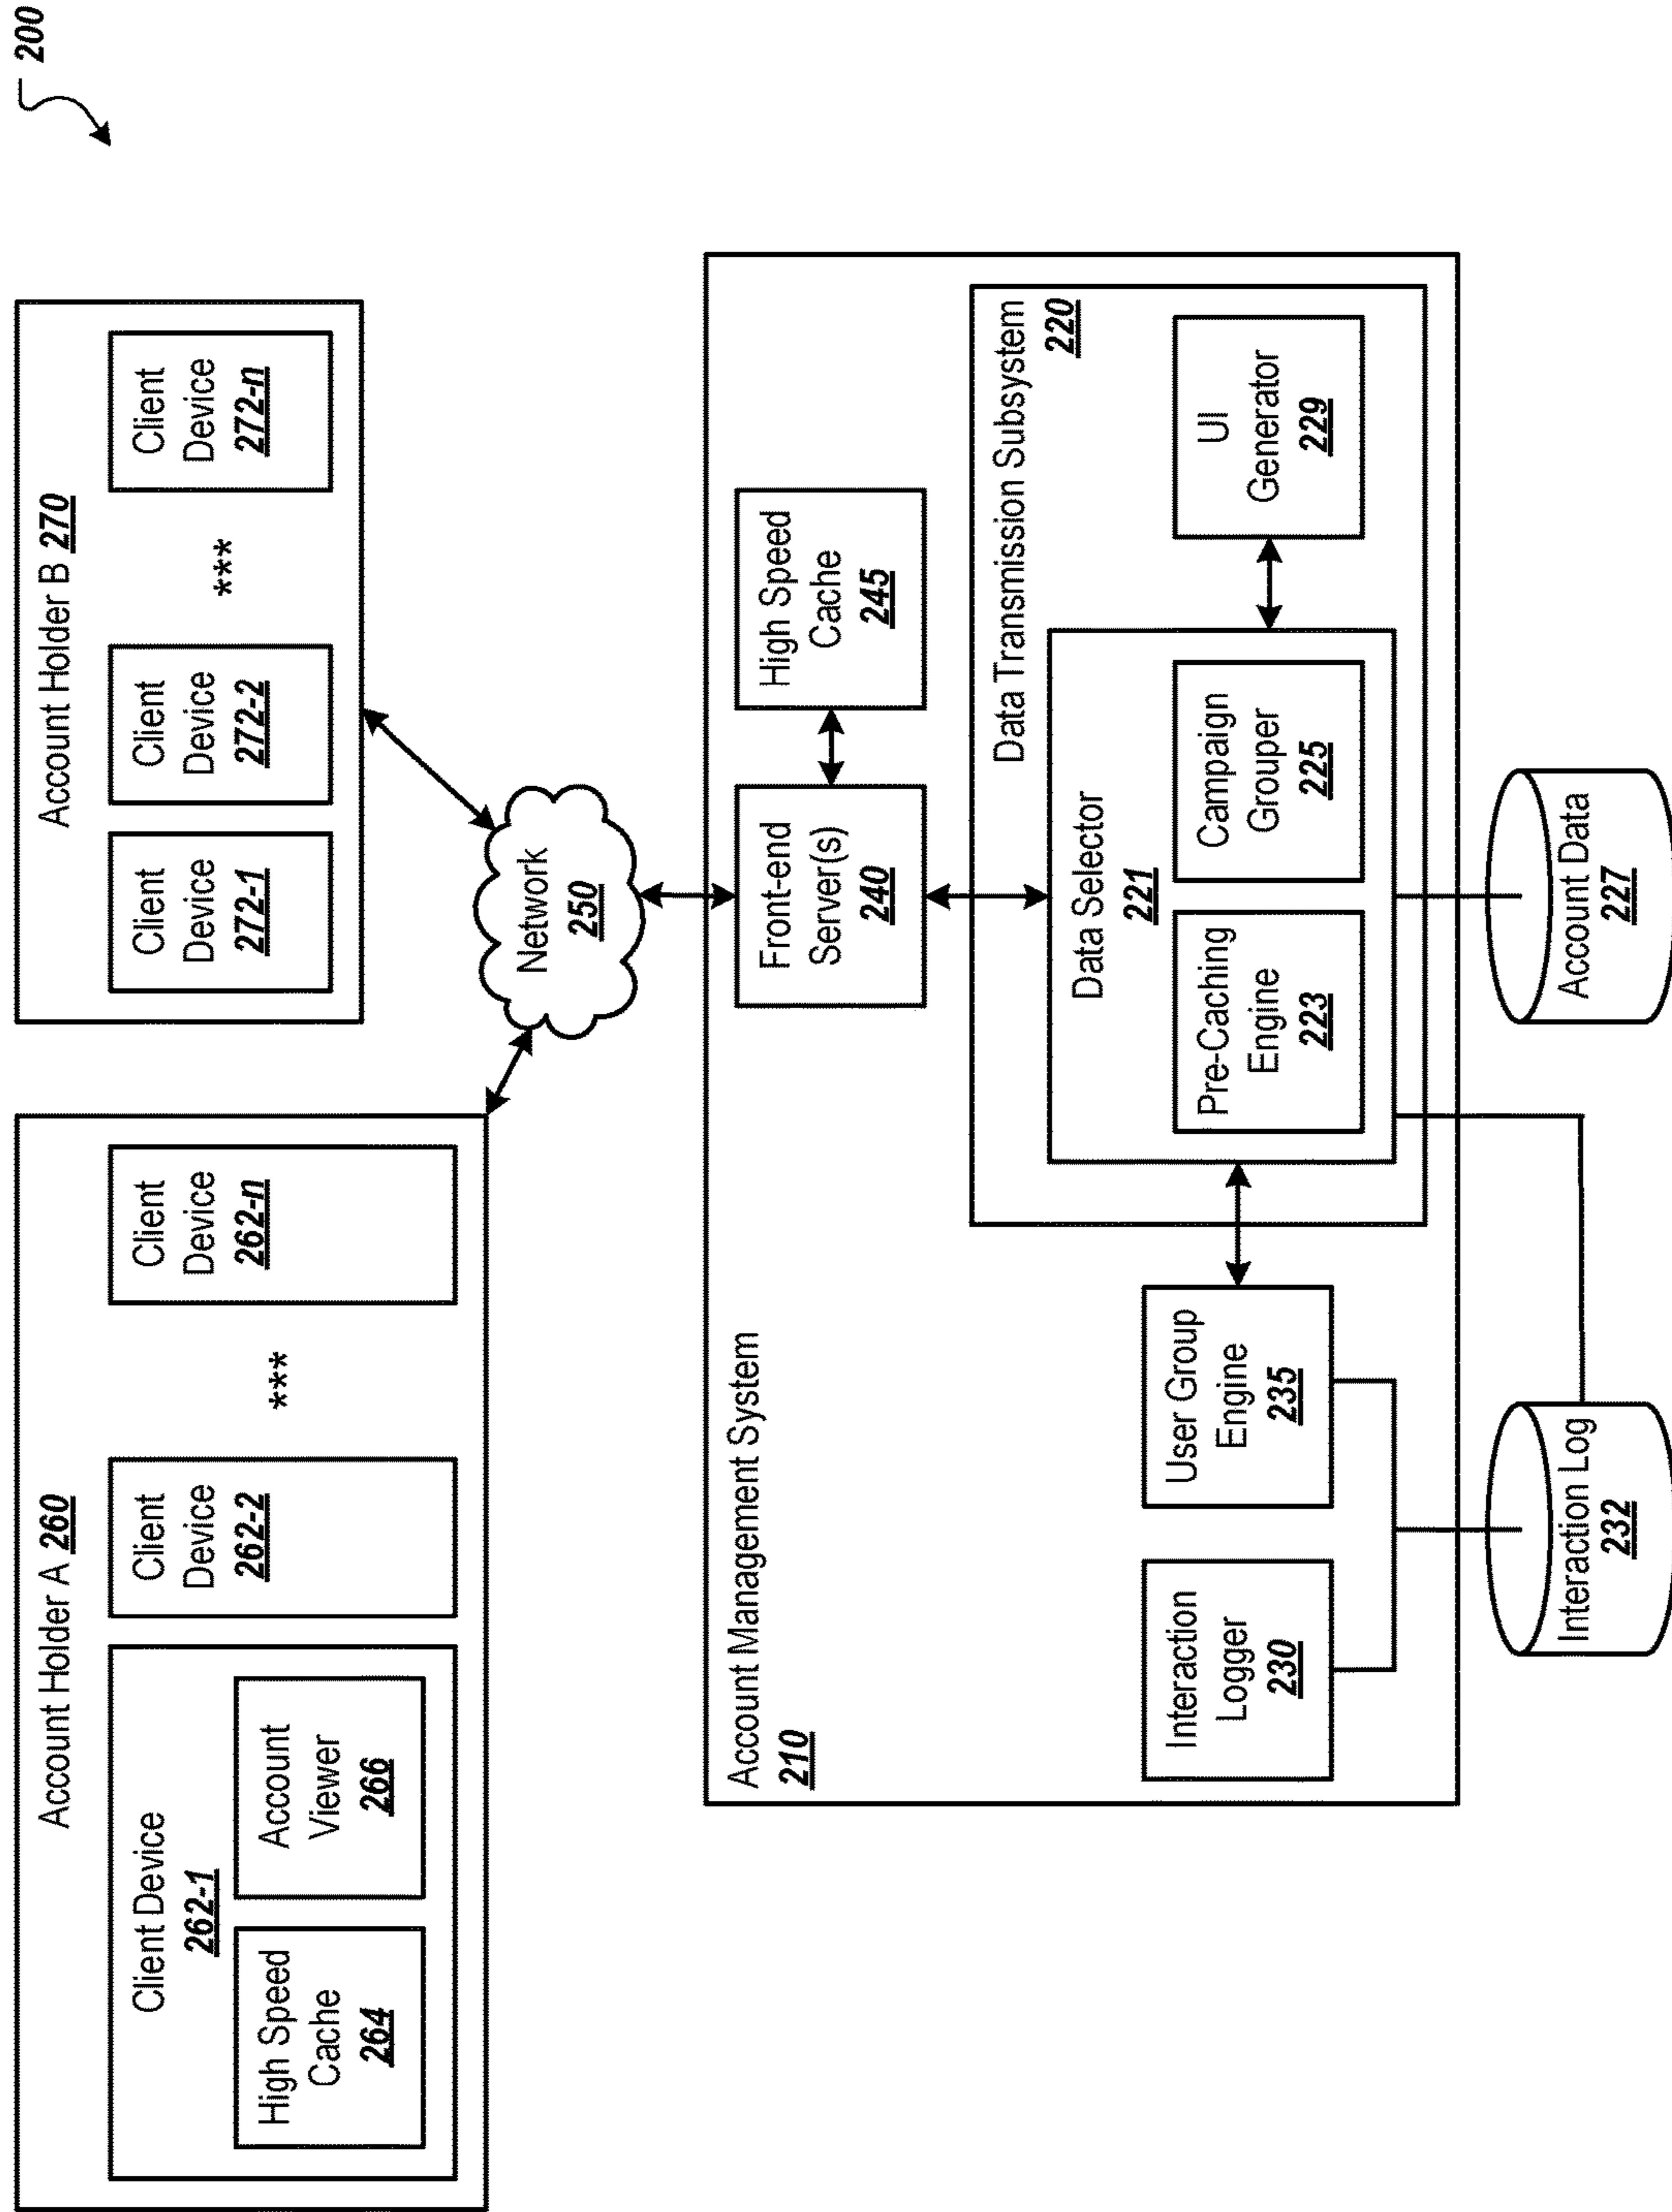 200
Account Holder A 260
Client Device
262-1
High Speed
Cache
264
Account
Viewer
266
Client
Device
262-2
***
Client
Device
262-n
Account Holder B 270
Client
Device
272-1
Client
Device
272-2
***
Client
Device
272-n
Network
250
Account Management System
210
Front-end
Server(s)
240
High Speed
Cache
245
Data Transmission Subsystem
220
Data Selector
221
Pre-Caching
Engine
223
Campaign
Grouper
225
UI
Generator
229
Interaction
Logger
230
User Group
Engine
235
Interaction Log
232
Account Data
227